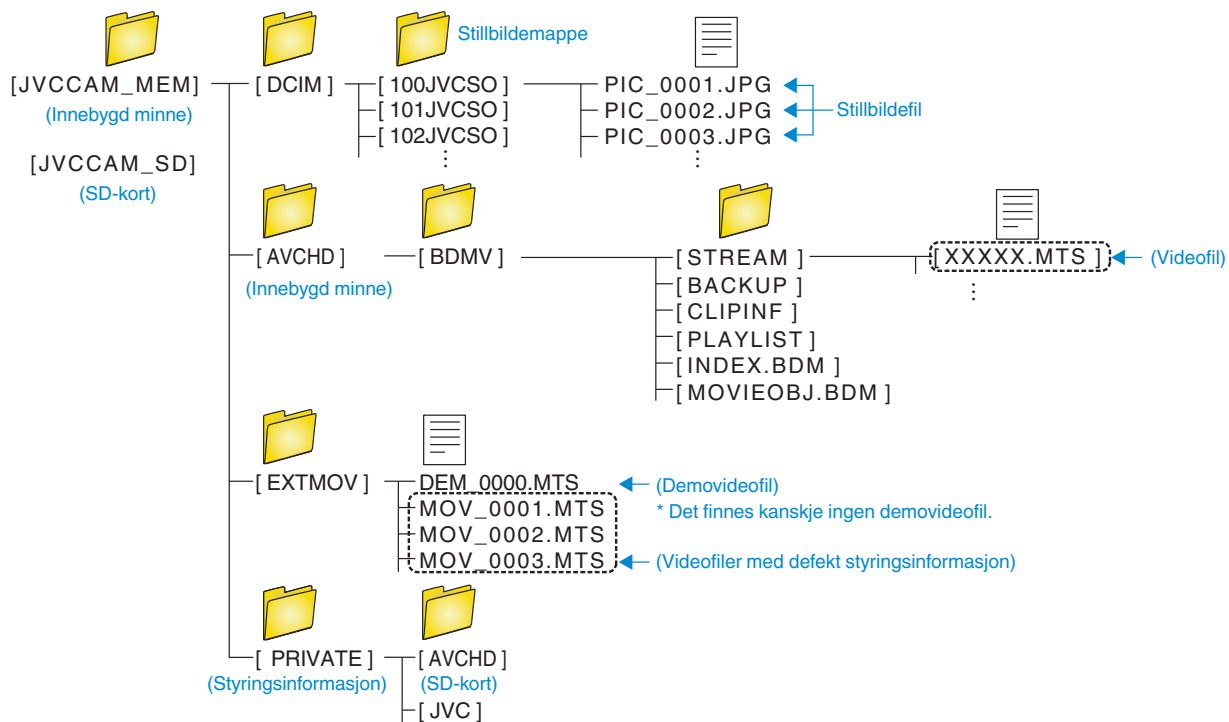 Stillbildemappe
[JVCCAM_MEM]
(Innebygd minne)
[JVCCAM_SD]
(SD-kort)
[DCIM]
[100JVCSO]
[101JVCSO]
[102JVCSO]
PIC_0001.JPG
PIC_0002.JPG
PIC_0003.JPG
Stillbildefil
[AVCHD]
(Innebygd minne)
[BDMV]
[STREAM]
[BACKUP]
[CLIPINF]
[PLAYLIST]
[INDEX.BDM]
[MOVIEOBJ.BDM]
[XXXXX.MTS]
(Videofil)
[EXTMOV]
DEM_0000.MTS
(Demovideofil)
* Det finnes kanskje ingen demovideofil.
MOV_0001.MTS
MOV_0002.MTS
MOV_0003.MTS
(Videofiler med defekt styringsinformasjon)
[PRIVATE]
(Styringsinformasjon)
[AVCHD]
(SD-kort)
[JVC]